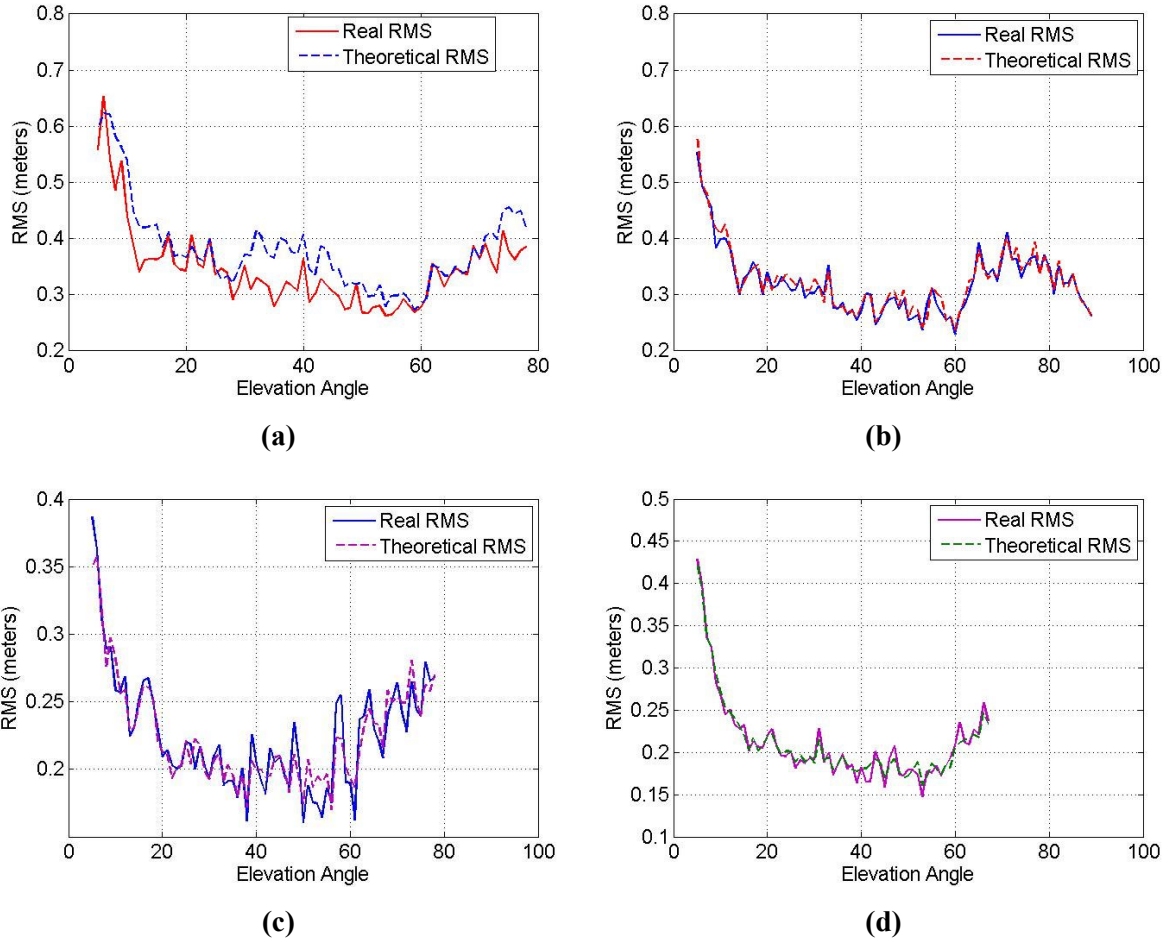 0.8
0.7
0.6
0.5
0.4
0.3
0.2
RMS (meters)
Real RMS
Theoretical RMS
0 20 40 60 80
Elevation Angle
(a)
0.8
0.7
0.6
0.5
0.4
0.3
0.2
RMS (meters)
Real RMS
Theoretical RMS
0 20 40 60 80 100
Elevation Angle
(b)
0.4
0.35
0.3
0.25
0.2
RMS (meters)
Real RMS
Theoretical RMS
0 20 40 60 80 100
Elevation Angle
(c)
0.5
0.45
0.4
0.35
0.3
0.25
0.2
0.15
0.1
RMS (meters)
Real RMS
Theoretical RMS
0 20 40 60 80 100
Elevation Angle
(d)